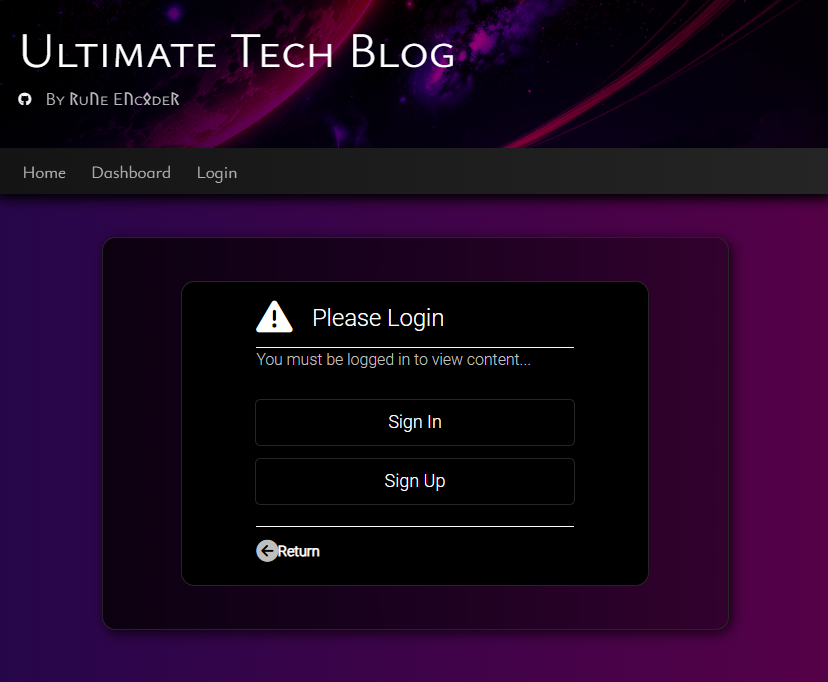 Ultimate Tech Blog
By RuNe ENcoder
Home Dashboard Login
Please Login
You must be logged in to view content...
Sign In
Sign Up
Return